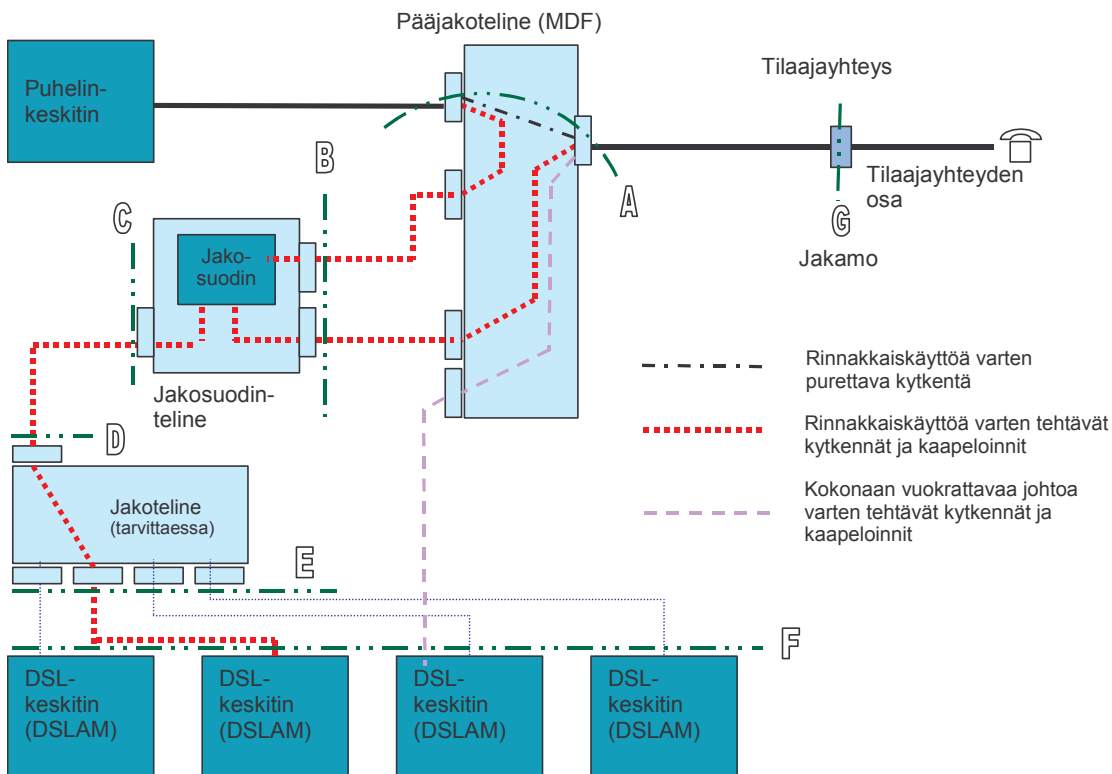 Pääjakoteline (MDF)
Puhelin-
keskitin
Tilaajayhteys
A
B
C
Tilaajayhteyden
osa
G
Jakamo
Jako-
suodin
Jakosuodin-
teline
Rinnakkaiskäyttöä varten
purettava kytkentä
Rinnakkaiskäyttöä varten tehtävät
kytkennät ja kaapeloinnit
Kokonaan vuokrattavaa johtoa
varten tehtävät kytkennät ja
kaapeloinnit
D
Jakoteline
(tarvittaessa)
E
F
DSL-
keskitin
(DSLAM)
DSL-
keskitin
(DSLAM)
DSL-
keskitin
(DSLAM)
DSL-
keskitin
(DSLAM)